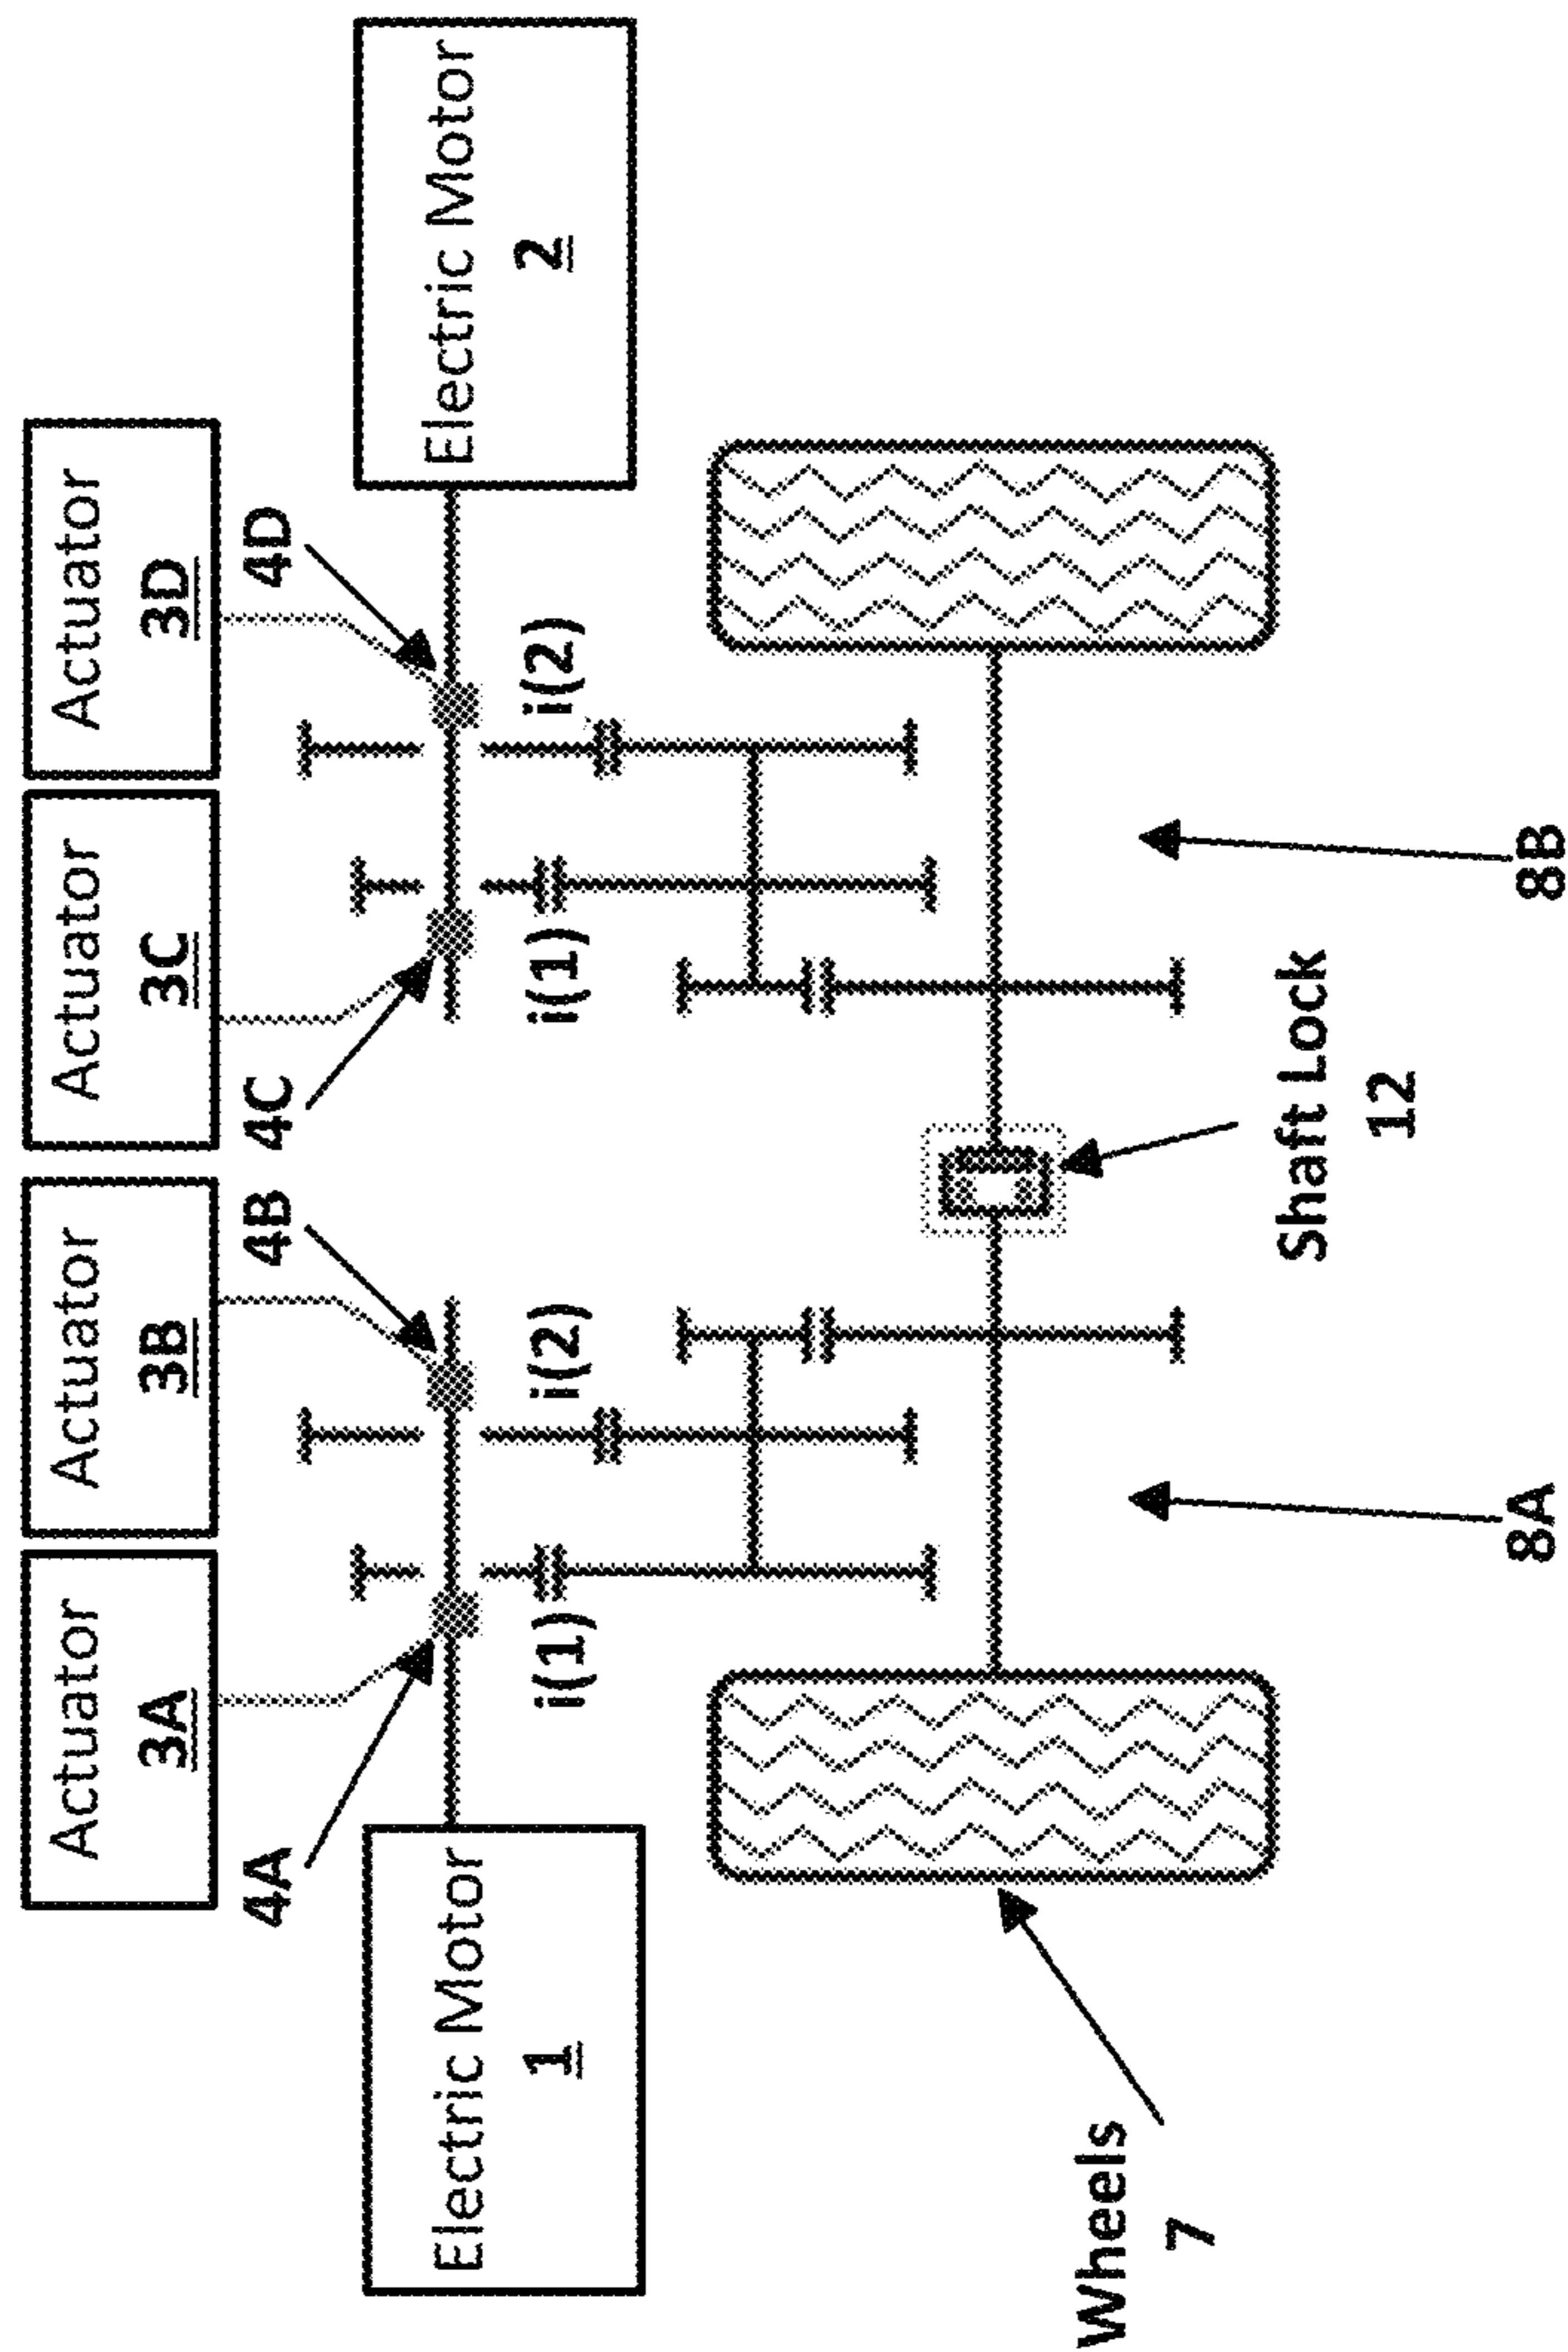 Actuator
3A
Actuator
3B
Actuator
3C
Actuator
3D
4A
4B
4C
4D
Electric Motor
1
Electric Motor
2
i(1)
i(2)
i(1)
i(2)
Wheels
7
Shaft Lock
12
8A
8B